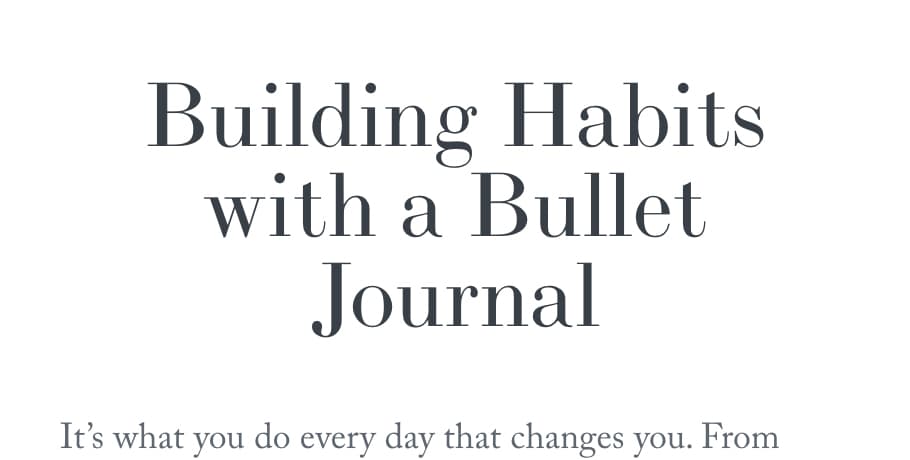 Building Habits
with a Bullet
Journal
It’s what you do every day that changes you. From